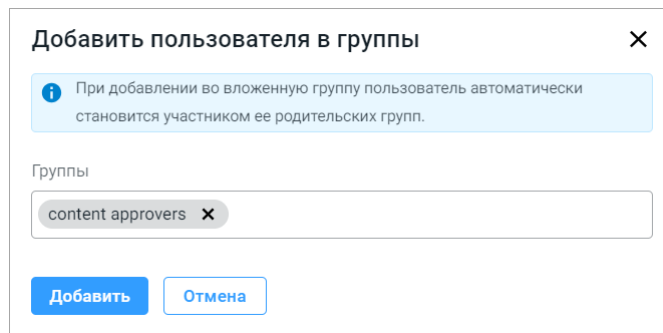 Добавить пользователя в группы
При добавлении во вложенную группу пользователь автоматически
становится участником ее родительских групп.
Группы
content approvers
Добавить
Отмена